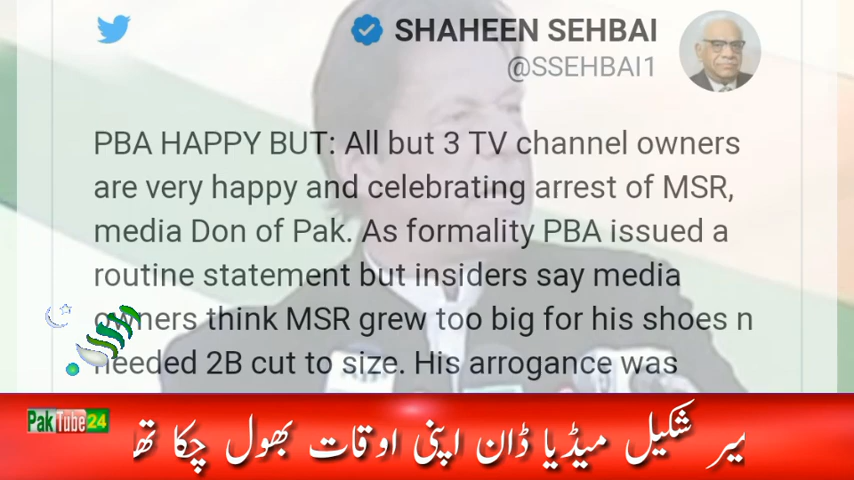 SHAHEEN SEHBAI
@SSEHBAI1
PBA HAPPY BUT: All but 3 TV channel owners
are very happy and celebrating arrest of MSR,
media Don of Pak. As formality PBA issued a
routine statement but insiders say media
owners think MSR grew too big for his shoes n
needed 2B cut to size. His arrogance was
PakTube24
میر شکیل میڈیا ڈان اپنی اوقات بھول چکا تھ